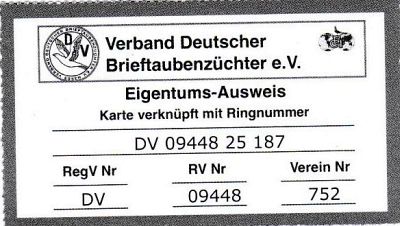 D V
Verband Deutscher
Brieftaubenzüchter e.V.
Eigentums-Ausweis
Karte verknüpft mit Ringnummer
DV 09448 25 187
RegV Nr RV Nr Verein Nr
DV 09448 752